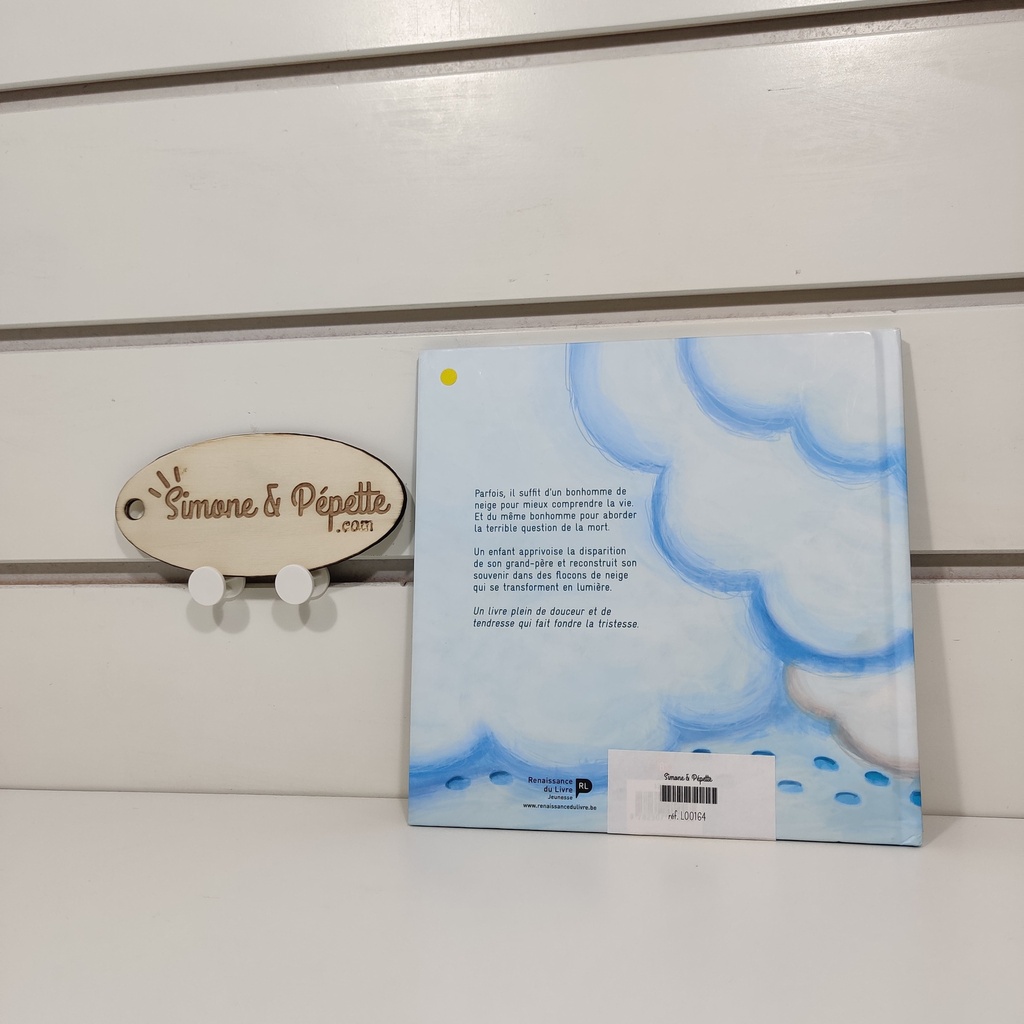 Simone & Pépette
.com
Parfois, il suffit d'un bonhomme de
neige pour mieux comprendre la vie.
Et du même bonhomme pour aborder
la terrible question de la mort.
Un enfant apprivoise la disparition
de son grand-père et reconstruit son
souvenir dans des flocons de neige
qui se transforment en lumière.
Un livre plein de douceur et de
tendresse qui fait fondre la tristesse.
Renaissance
du Livre
Jeunesse
RL
www.renaissancedulivre.be
Simone & Pépette
réf. L00164